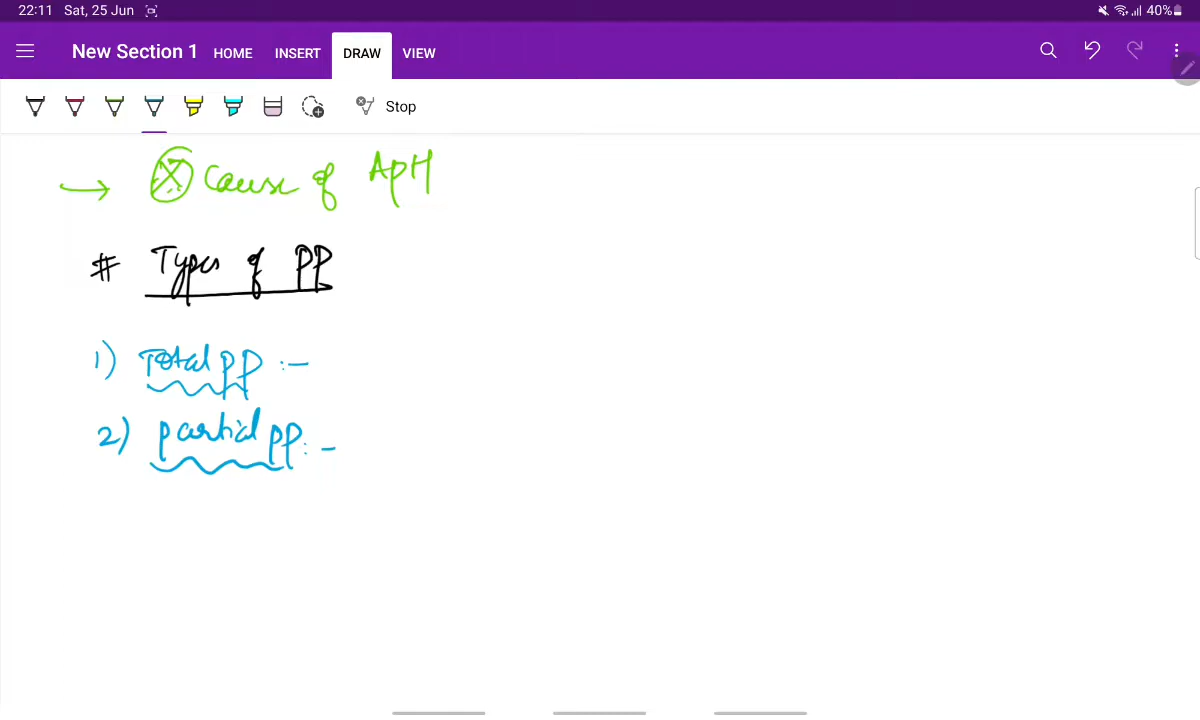 22:11 Sat, 25 Jun 40%
New Section 1 HOME INSERT DRAW VIEW
Stop
→ Cause of APH
# Types of PP
1) Total PP :-
2) partial PP :-